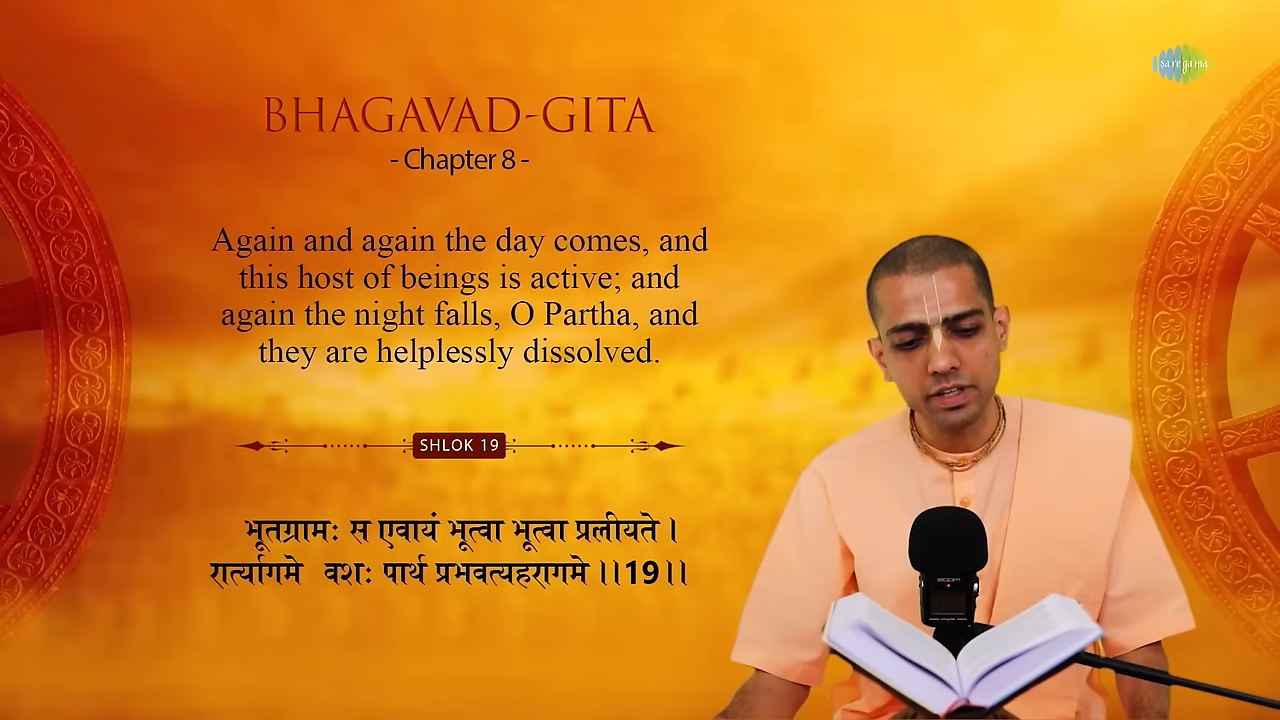 saregama
BHAGAVAD-GITA
- Chapter 8 -
Again and again the day comes, and
this host of beings is active; and
again the night falls, O Partha, and
they are helplessly dissolved.
SHLOK 19
भूतग्रामः स एवायं भूत्वा भूत्वा प्रलीयते ।
रार्त्यागमे वशः पार्थ प्रभवत्यहरागमे ।।19।।
zoom